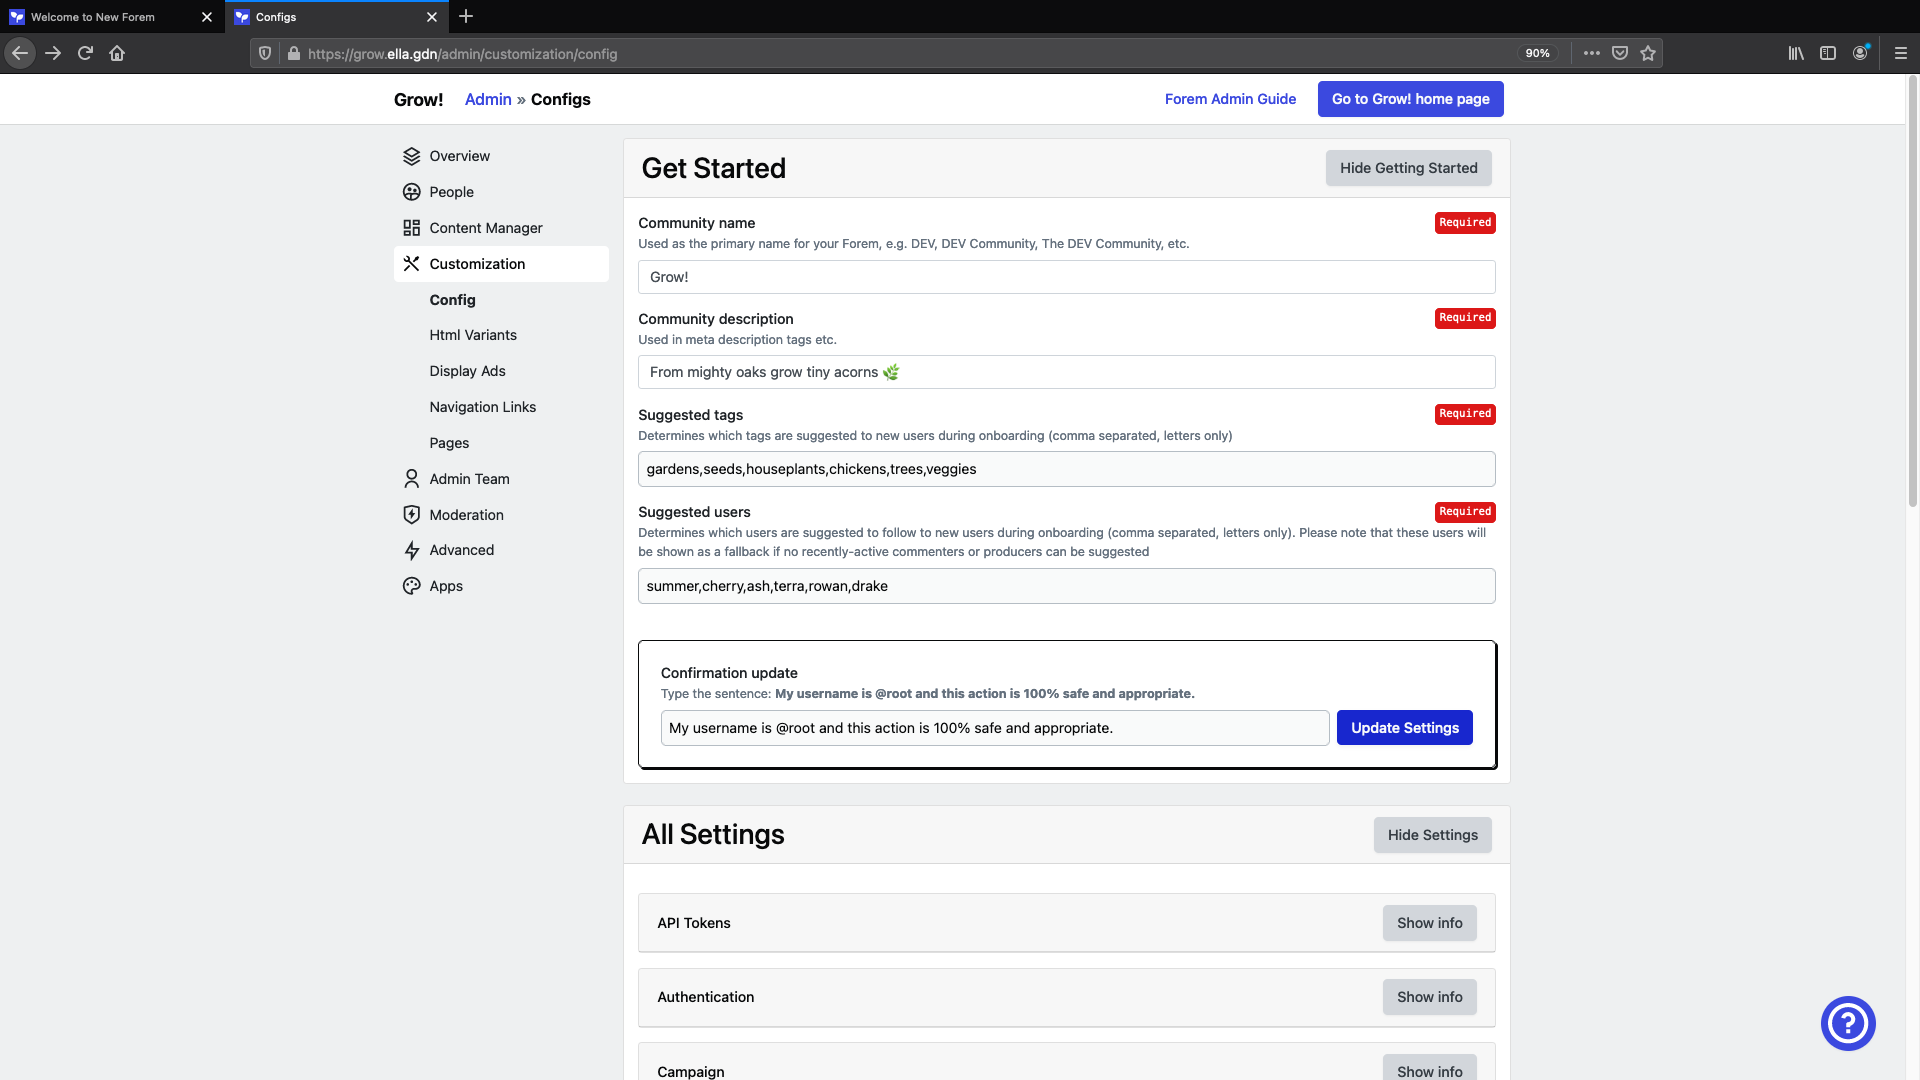 Welcome to New Forem
Configs
https://grow.ella.gdn/admin/customization/config
90%
Grow!
Admin » Configs
Forem Admin Guide
Go to Grow! home page
Overview
People
Content Manager
Customization
Config
Html Variants
Display Ads
Navigation Links
Pages
Admin Team
Moderation
Advanced
Apps
Get Started
Hide Getting Started
Community name
Required
Used as the primary name for your Forem, e.g. DEV, DEV Community, The DEV Community, etc.
Grow!
Community description
Required
Used in meta description tags etc.
From mighty oaks grow tiny acorns 🌿
Suggested tags
Required
Determines which tags are suggested to new users during onboarding (comma separated, letters only)
gardens,seeds,houseplants,chickens,trees,veggies
Suggested users
Required
Determines which users are suggested to follow to new users during onboarding (comma separated, letters only). Please note that these users will
be shown as a fallback if no recently-active commenters or producers can be suggested
summer,cherry,ash,terra,rowan,drake
Confirmation update
Type the sentence: My username is @root and this action is 100% safe and appropriate.
My username is @root and this action is 100% safe and appropriate.
Update Settings
All Settings
Hide Settings
API Tokens
Show info
Authentication
Show info
Campaign
Show info
?